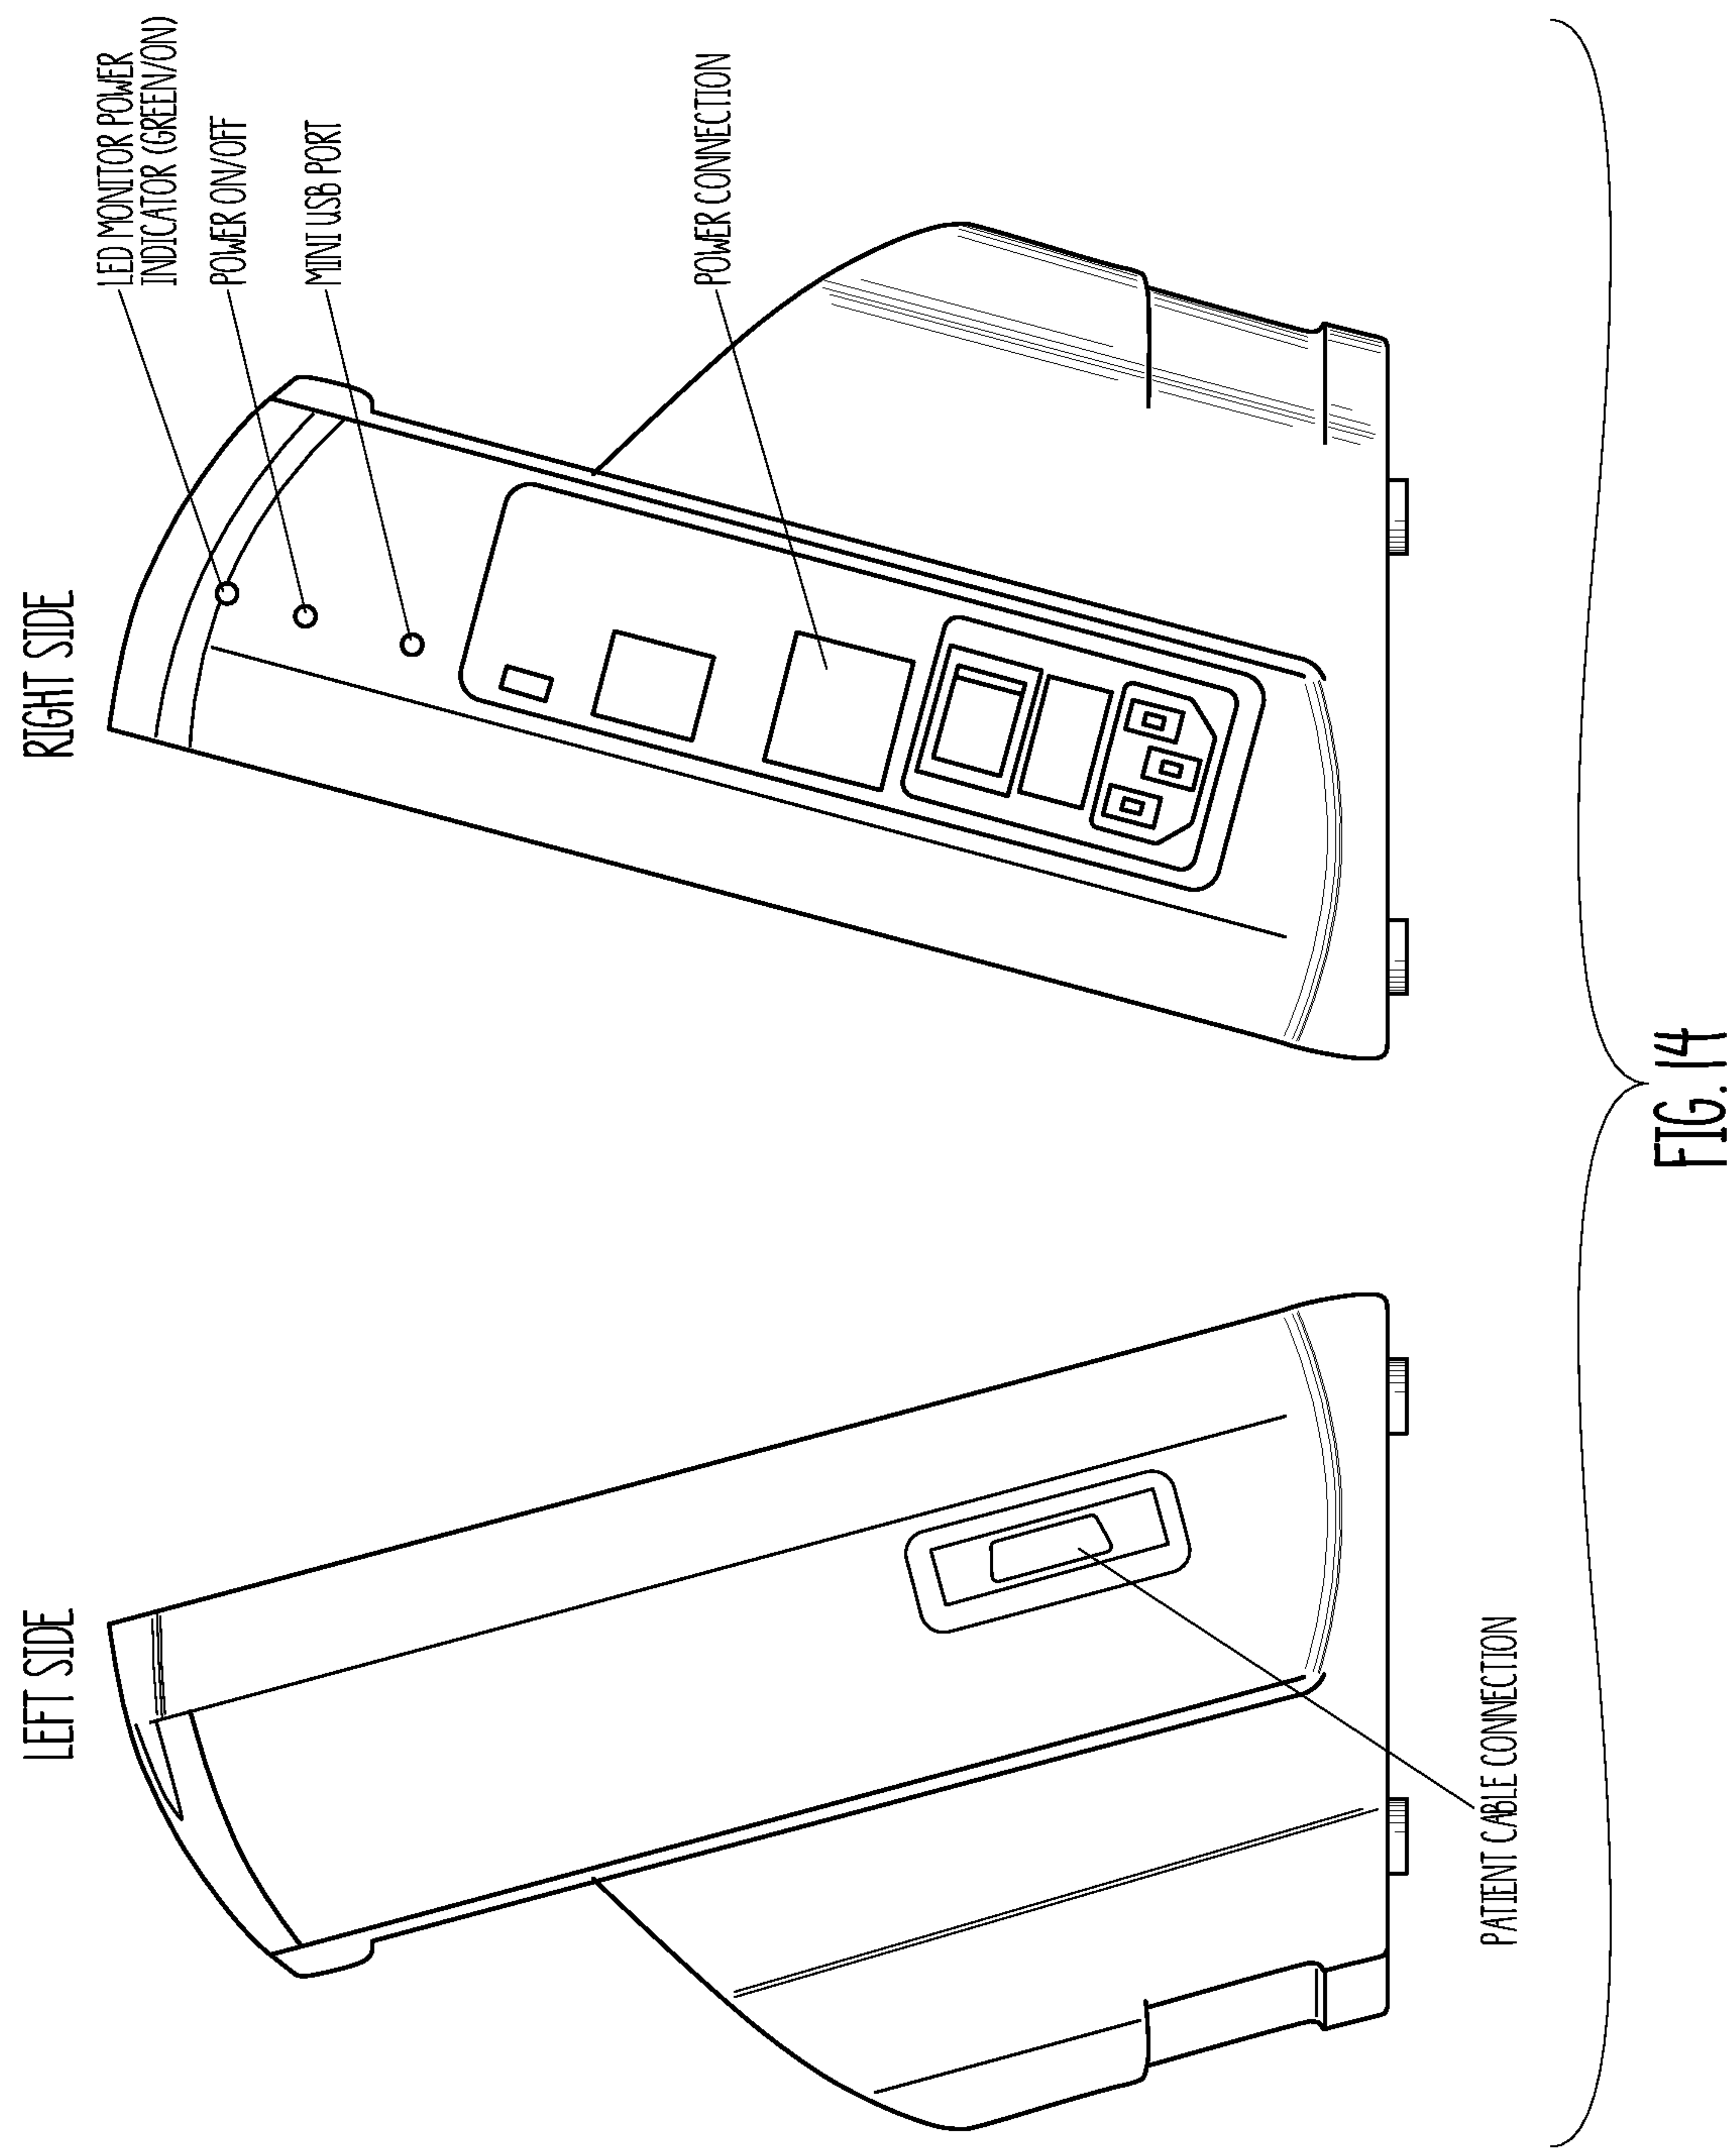 LEFT SIDE
PATIENT CABLE CONNECTION
RIGHT SIDE
LED MONITOR POWER
INDICATOR (GREEN/ON)
POWER ON/OFF
MINI USB PORT
POWER CONNECTION
FIG. 14